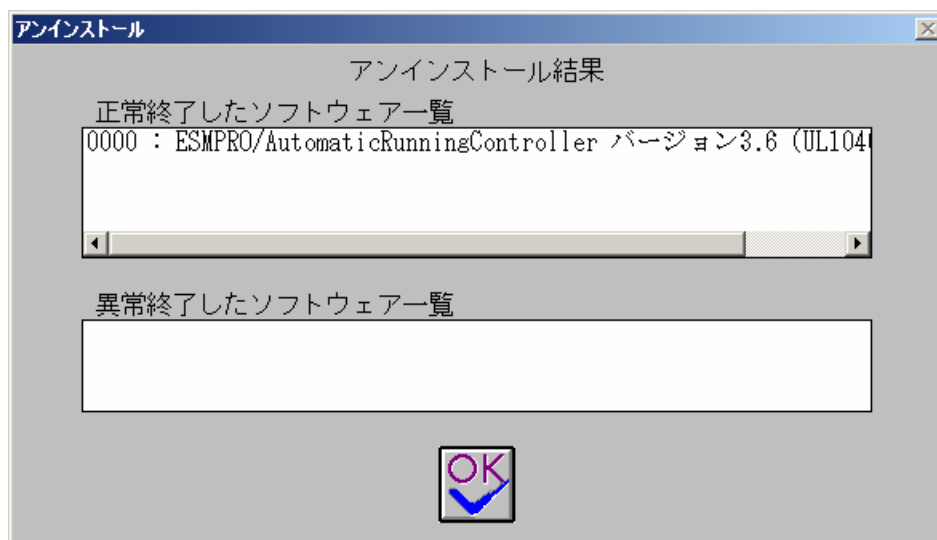 アンインストール
アンインストール結果
正常終了したソフトウェア一覧
0000 : ESMPRO/AutomaticRunningController バージョン3.6 (UL104
異常終了したソフトウェア一覧
OK